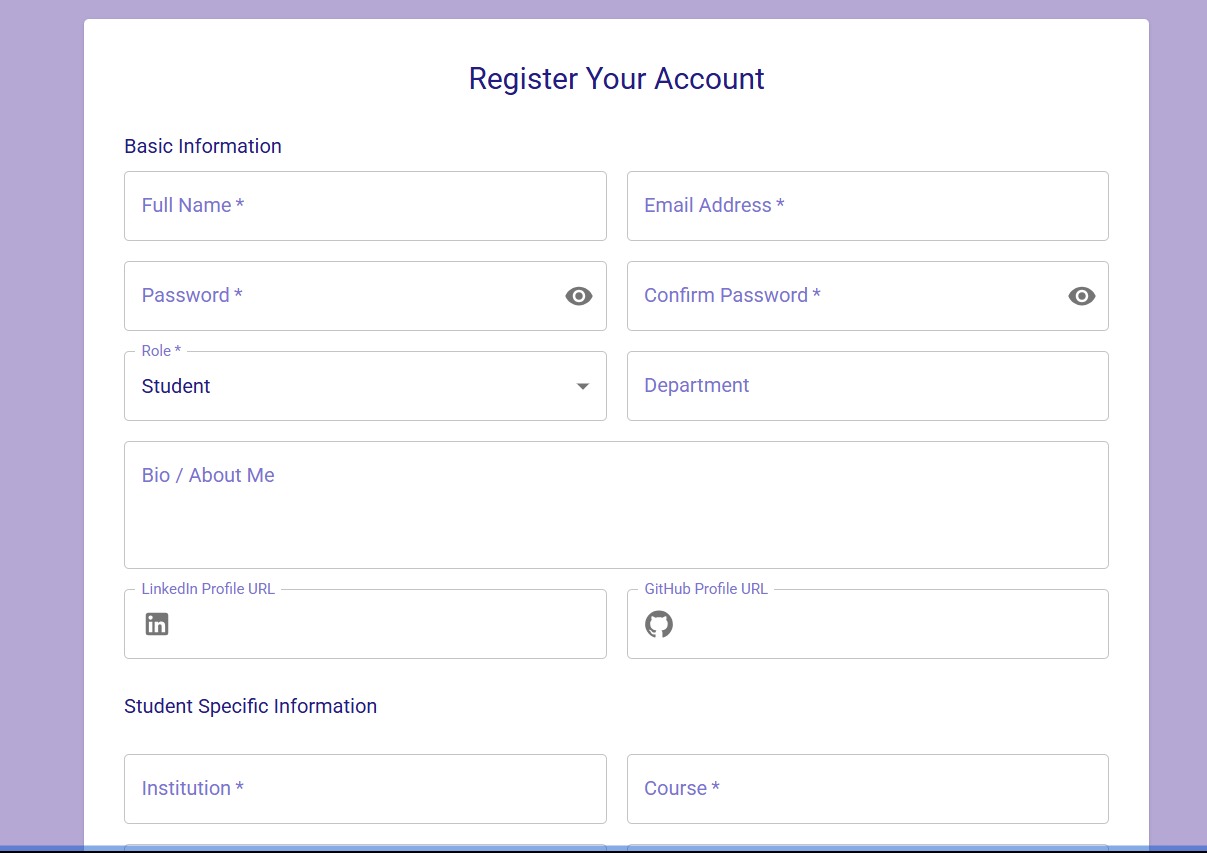 Register Your Account
Basic Information
Full Name *
Email Address *
Password *
Confirm Password *
Role *
Student
Department
Bio / About Me
LinkedIn Profile URL
GitHub Profile URL
in
Student Specific Information
Institution *
Course *